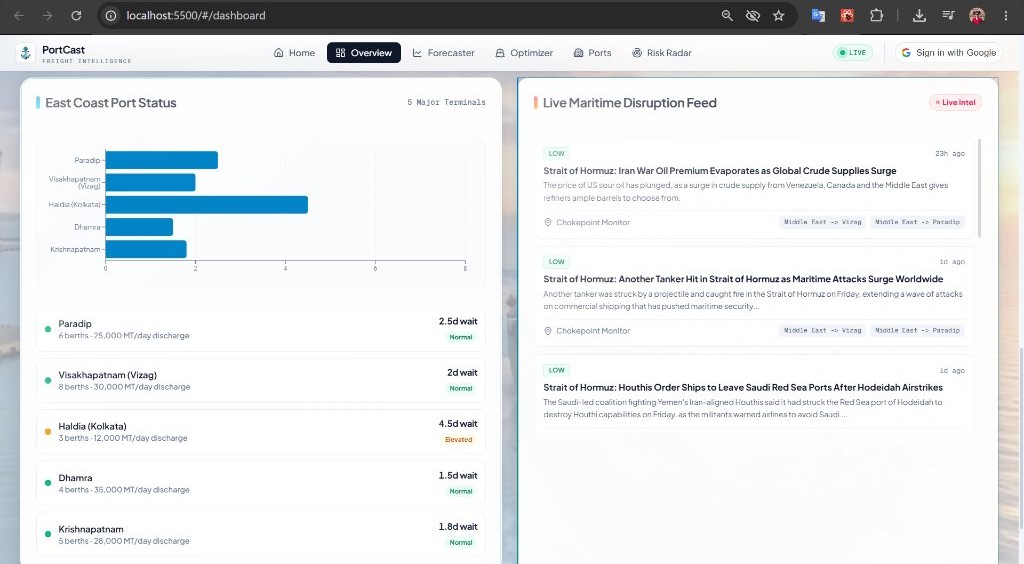 localhost:5500/#/dashboard
PortCast
FREIGHT INTELLIGENCE
Home
Overview
Forecaster
Optimizer
Ports
Risk Radar
LIVE
Sign in with Google
East Coast Port Status
5 Major Terminals
Paradip
Visakhapatnam
(Vizag)
Haldia (Kolkata)
Dhamra
Krishnapatnam
0 2 4 6 8
Paradip
6 berths · 25,000 MT/day discharge
2.5d wait
Normal
Visakhapatnam (Vizag)
8 berths · 30,000 MT/day discharge
2d wait
Normal
Haldia (Kolkata)
3 berths · 12,000 MT/day discharge
4.5d wait
Elevated
Dhamra
4 berths · 35,000 MT/day discharge
1.5d wait
Normal
Krishnapatnam
5 berths · 28,000 MT/day discharge
1.8d wait
Normal
Live Maritime Disruption Feed
Live Intel
LOW
23h ago
Strait of Hormuz: Iran War Oil Premium Evaporates as Global Crude Supplies Surge
The price of US sour oil has plunged, as a surge in crude supply from Venezuela, Canada and the Middle East gives
refiners ample barrels to choose from.
Chokepoint Monitor
Middle East -> Vizag
Middle East -> Paradip
LOW
1d ago
Strait of Hormuz: Another Tanker Hit in Strait of Hormuz as Maritime Attacks Surge Worldwide
Another tanker was struck by a projectile and caught fire in the Strait of Hormuz on Friday, extending a wave of attacks
on commercial shipping that has pushed maritime security...
Chokepoint Monitor
Middle East -> Vizag
Middle East -> Paradip
LOW
1d ago
Strait of Hormuz: Houthis Order Ships to Leave Saudi Red Sea Ports After Hodeidah Airstrikes
The Saudi-led coalition fighting Yemen's Iran-aligned Houthis said it had struck the Red Sea port of Hodeidah to
destroy Houthi capabilities on Friday, as the militants warned airlines to avoid Saudi ...